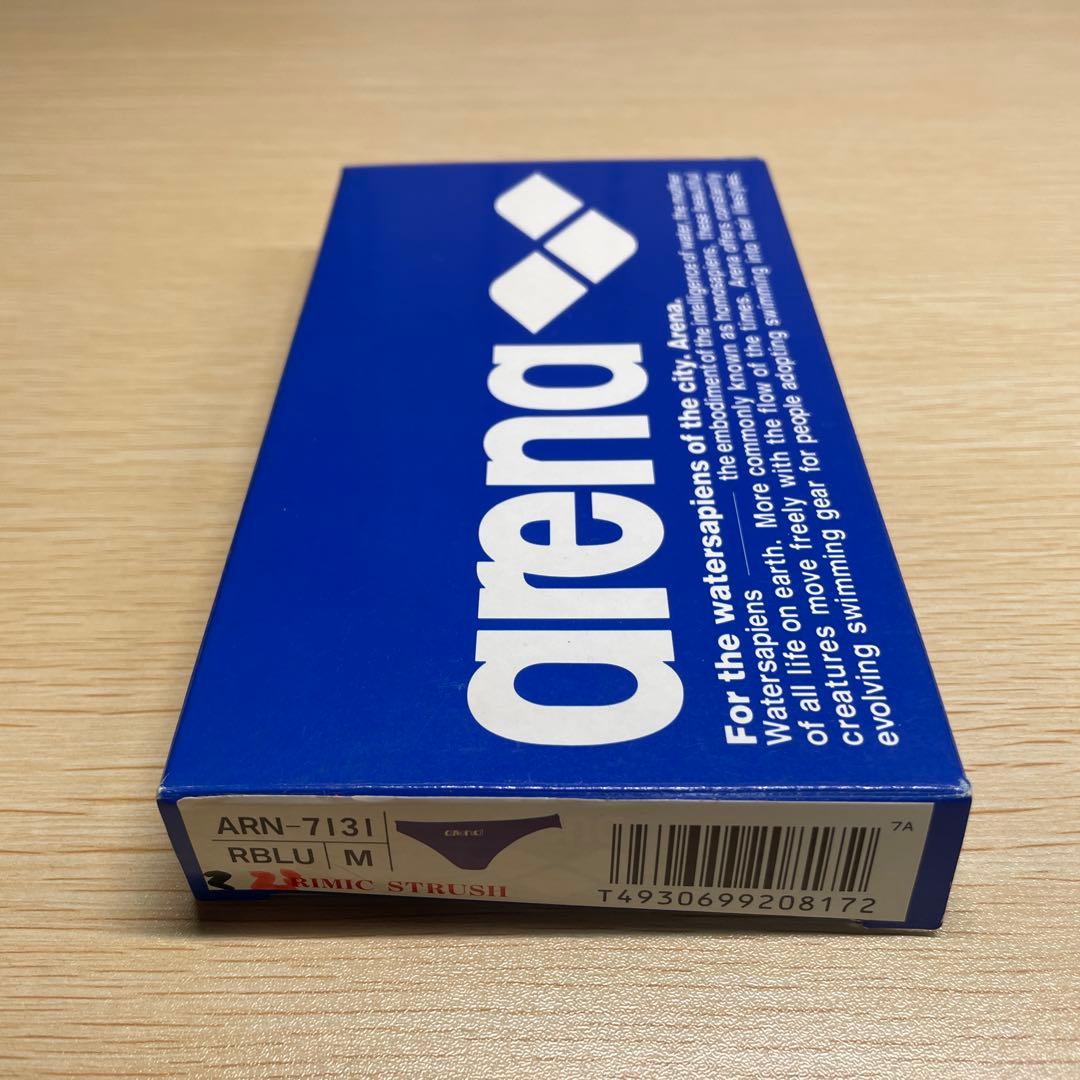 arena
For the watersapiens of the city. Arena.
Watersapiens — the embodiment of the intelligence of water, the mother
of all life on earth. More commonly known as homosapiens, these beautiful
creatures move freely with the flow of the times. Arena offers constantly
evolving swimming gear for people adopting swimming into their lifestyles.
ARN-7131
RBLU M
arena
RIMIC STRUSH
7A
T4930699208172